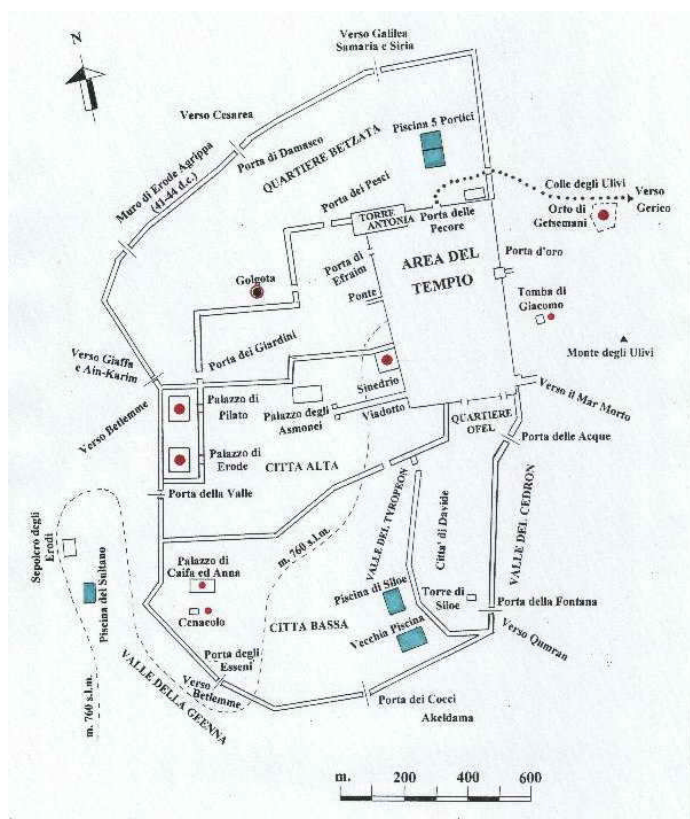 N
Verso Galilea
Samaria e Siria
Verso Cesarea
Piscina 5 Portici
Porta di Damasco
QUARTIERE BETZATA
Muro di Erode Agrippa
(41-44 d.c.)
Porta dei Pesci
Colle degli Ulivi
Verso
Gerico
Orto di
Getsemani
TORRE
ANTONIA
Porta delle
Pecore
Porta di
Efraim
AREA DEL
TEMPIO
Porta d'oro
Golgota
Ponte
Tomba di
Giacomo
Monte degli Ulivi
Porta dei Giardini
Verso Giaffa
e Ain-Karim
Sinedrio
Verso il Mar Morto
Palazzo di
Pilato
Palazzo degli
Asmonei
Viadotto
QUARTIERE
OFEL
Verso Betlemme
Porta delle Acque
Palazzo di
Erode
CITTA ALTA
Porta della Valle
VALLE DEL TYROPEON
Citta' di Davide
VALLE DEL CEDRON
m. 760 s.l.m.
Sepolcro degli
Erodi
Piscina del Sultano
Palazzo di
Caifa ed Anna
Piscina di Siloe
Torre di
Siloe
Porta della Fontana
Cenacolo
CITTA BASSA
Vecchia Piscina
Verso Qumran
Porta degli
Esseni
Verso
Betlemme
VALLE DELLA GEENNA
m. 760 s.l.m.
Porta dei Cocci
Akeldama
m. 200 400 600